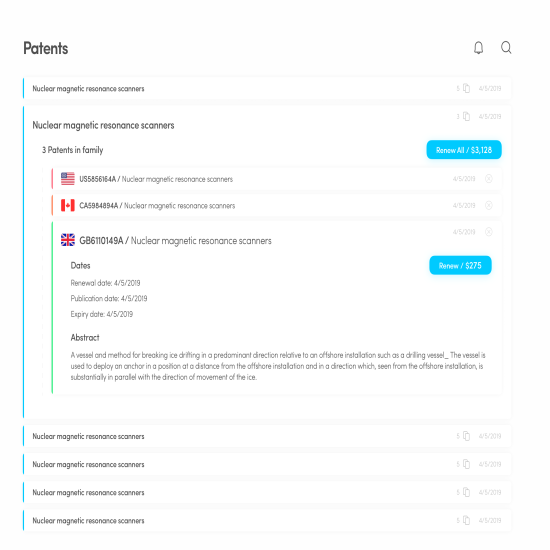 Patents
Nuclear magnetic resonance scanners 5 4/5/2019
3 4/5/2019
Nuclear magnetic resonance scanners
3 Patents in family Renew All / $3,128
US5856164A / Nuclear magnetic resonance scanners 4/5/2019
CA5984894A / Nuclear magnetic resonance scanners 4/5/2019
4/5/2019
GB6110149A / Nuclear magnetic resonance scanners
Dates Renew / $275
Renewal date: 4/5/2019
Publication date: 4/5/2019
Expiry date: 4/5/2019
Abstract
A vessel and method for breaking ice drifting in a predominant direction relative to an offshore installation such as a drilling vessel_ The vessel is
used to deploy an anchor in a position at a distance from the offshore installation and in a direction which, seen from the offshore installation, is
substantially in parallel with the direction of movement of the ice.
Nuclear magnetic resonance scanners 5 4/5/2019
Nuclear magnetic resonance scanners 5 4/5/2019
Nuclear magnetic resonance scanners 5 4/5/2019
Nuclear magnetic resonance scanners 5 4/5/2019